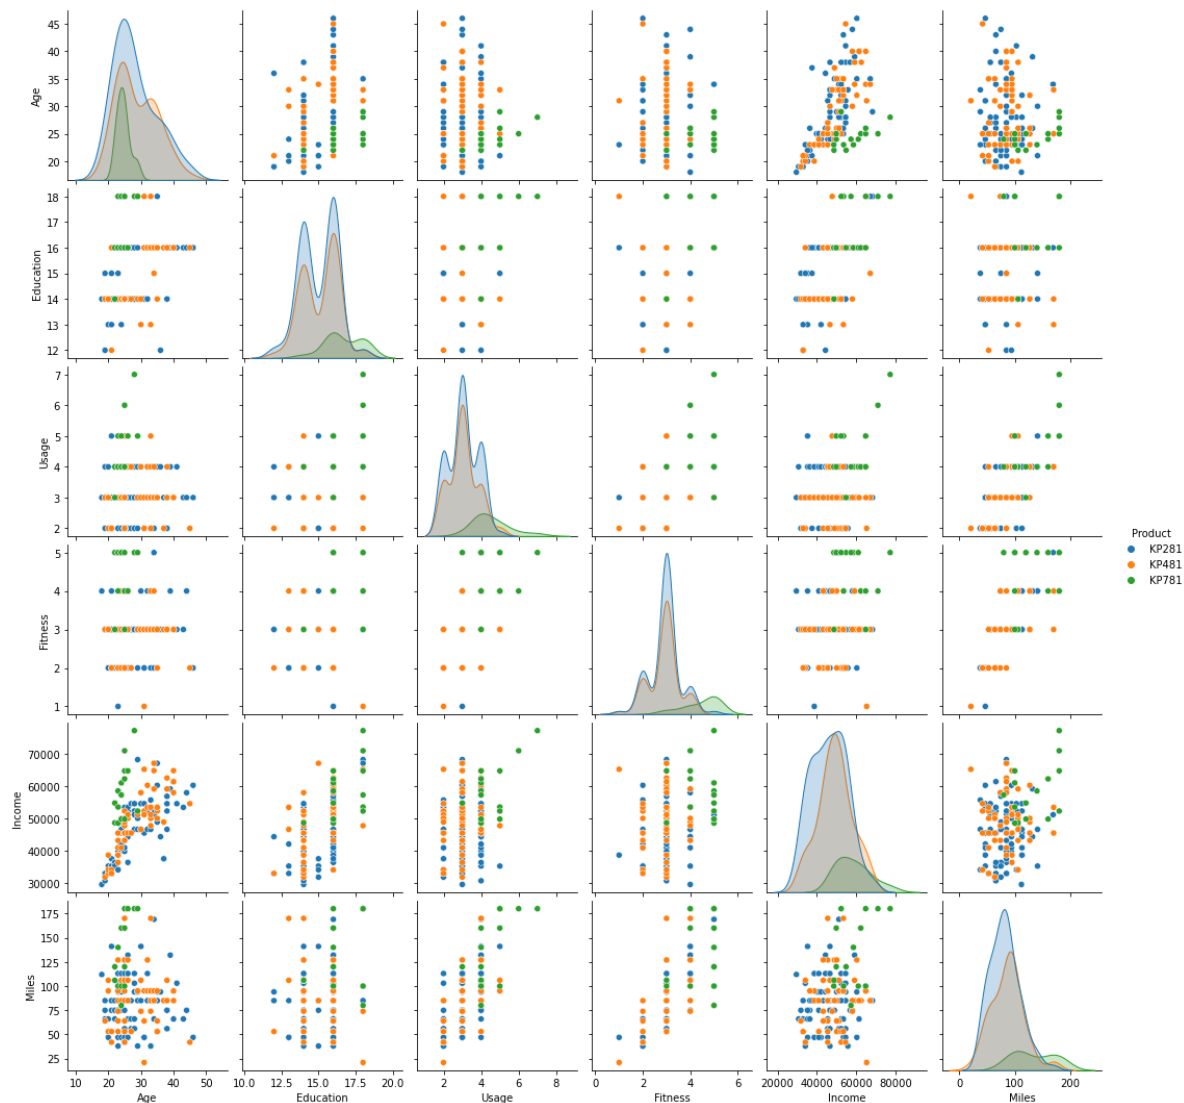 45
40
35
30
25
20
Age
18
17
16
15
14
13
12
Education
7
6
5
4
3
2
Usage
Product
KP281
KP481
KP781
5
4
3
2
1
Fitness
70000
60000
50000
40000
30000
Income
175
150
125
100
75
50
25
Miles
10 20 30 40 50
10.0 12.5 15.0 17.5 20.0
2 4 6 8
0 2 4 6
20000 40000 60000 80000
0 100 200
Age Education Usage Fitness Income Miles